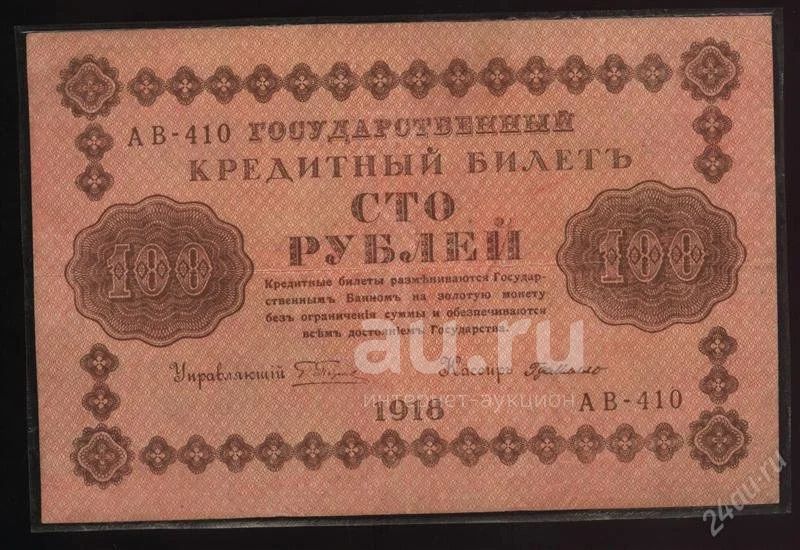 АВ-410 ГОСУДАРСТВЕННЫЙ
КРЕДИТНЫЙ БИЛЕТЪ
СТО
РУБЛЕЙ
100
100
Кредитные билеты размѣниваются Государ-
ственнымъ Банкомъ на золотую монету
безъ ограниченія суммы и обезпечиваются
всѣмъ достояніемъ Государства.
au.ru
интернет-аукцион
Управляющій
Кассиръ
1918
АВ-410
24au.ru